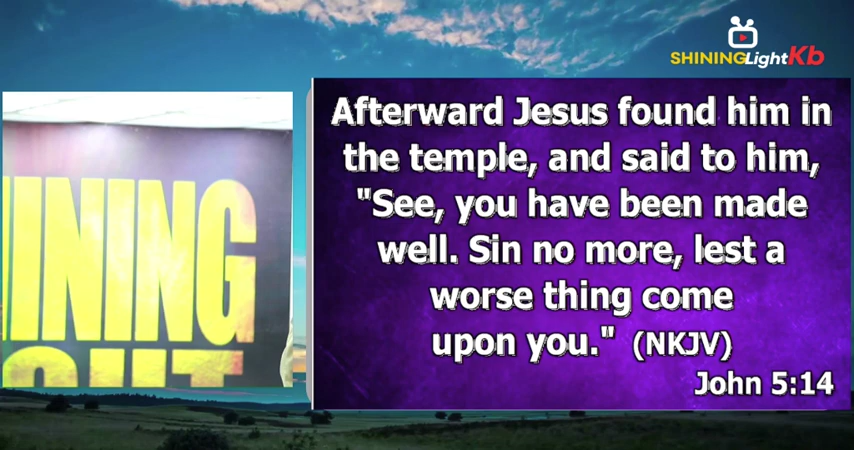 SHININGLightKb
INING
Afterward Jesus found him in
the temple, and said to him,
"See, you have been made
well. Sin no more, lest a
worse thing come
upon you." (NKJV)
John 5:14